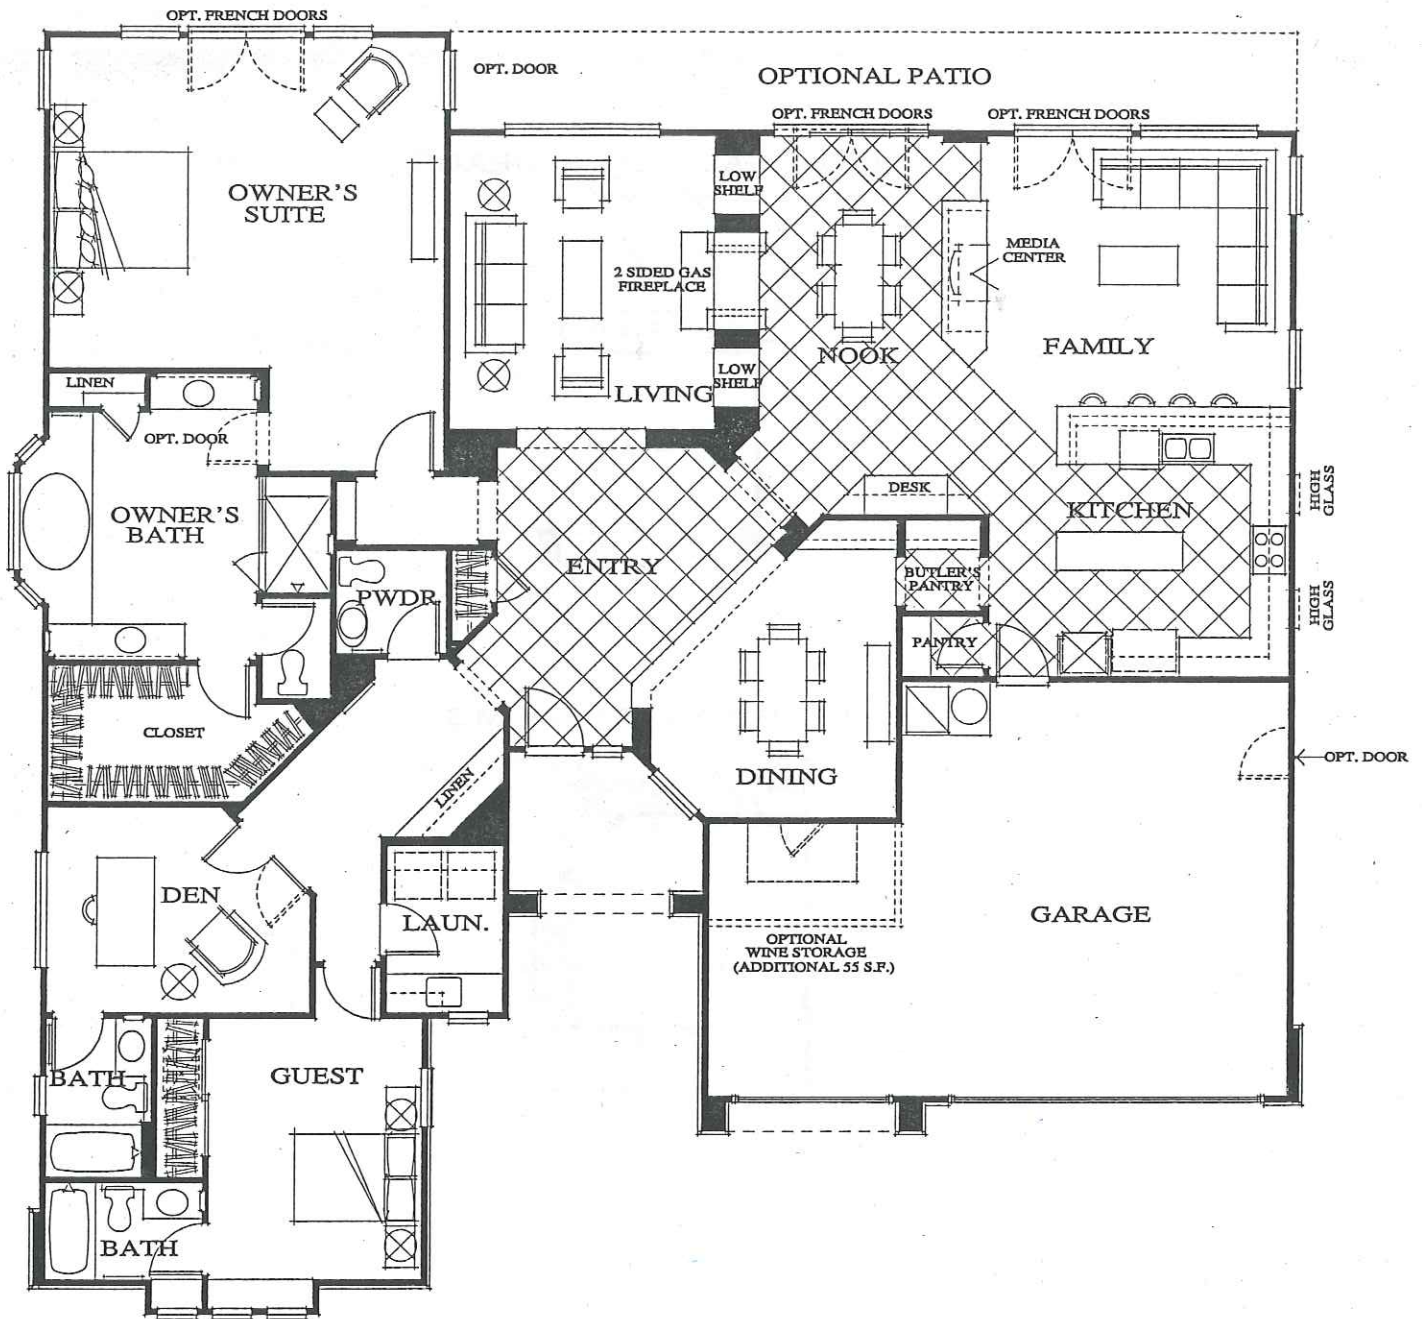 OPT. FRENCH DOORS
OPT. DOOR
OPTIONAL PATIO
OPT. FRENCH DOORS
OPT. FRENCH DOORS
OWNER'S
SUITE
LOW
SHELF
2 SIDED GAS
FIREPLACE
MEDIA
CENTER
NOOK
FAMILY
LINEN
LIVING
LOW
SHELF
OPT. DOOR
OWNER'S
BATH
DESK
KITCHEN
HIGH
GLASS
ENTRY
BUTLER'S
PANTRY
PWDR
HIGH
GLASS
PANTRY
CLOSET
LINEN
DINING
OPT. DOOR
DEN
LAUN.
GARAGE
OPTIONAL
WINE STORAGE
(ADDITIONAL 55 S.F.)
BATH
GUEST
BATH